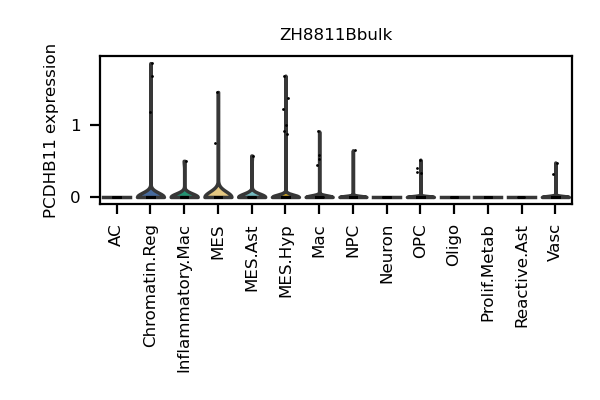 ZH8811Bbulk
PCDHB11 expression
1
0
AC
Chromatin.Reg
Inflammatory.Mac
MES
MES.Ast
MES.Hyp
Mac
NPC
Neuron
OPC
Oligo
Prolif.Metab
Reactive.Ast
Vasc